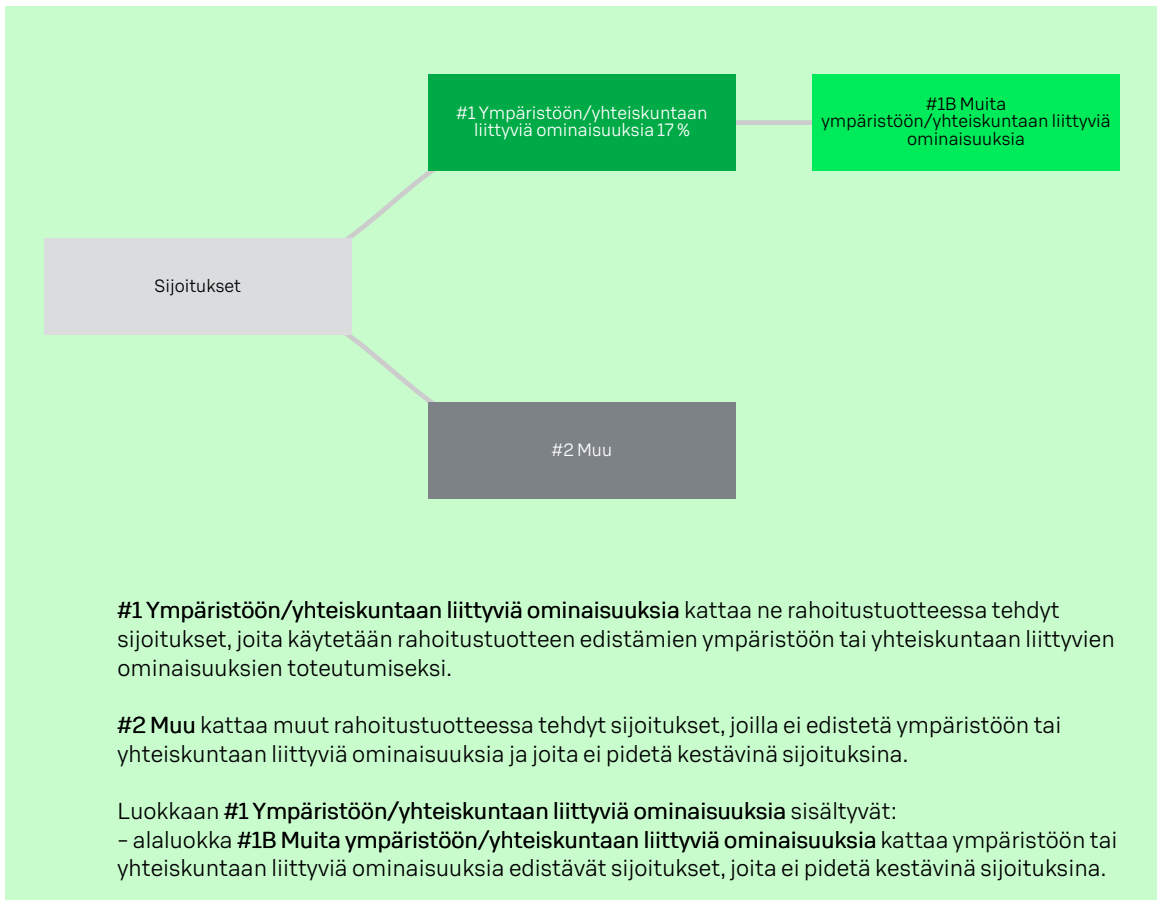 #1 Ympäristöön/yhteiskuntaan
liittyviä ominaisuuksia 17 %
#1B Muita
ympäristöön/yhteiskuntaan liittyviä
ominaisuuksia
Sijoitukset
#2 Muu
#1 Ympäristöön/yhteiskuntaan liittyviä ominaisuuksia kattaa ne rahoitustuotteessa tehdyt
sijoitukset, joita käytetään rahoitustuotteen edistämien ympäristöön tai yhteiskuntaan liittyvien
ominaisuuksien toteutumiseksi.
#2 Muu kattaa muut rahoitustuotteessa tehdyt sijoitukset, joilla ei edistetä ympäristöön tai
yhteiskuntaan liittyviä ominaisuuksia ja joita ei pidetä kestävinä sijoituksina.
Luokkaan #1 Ympäristöön/yhteiskuntaan liittyviä ominaisuuksia sisältyvät:
– alaluokka #1B Muita ympäristöön/yhteiskuntaan liittyviä ominaisuuksia kattaa ympäristöön tai
yhteiskuntaan liittyviä ominaisuuksia edistävät sijoitukset, joita ei pidetä kestävinä sijoituksina.